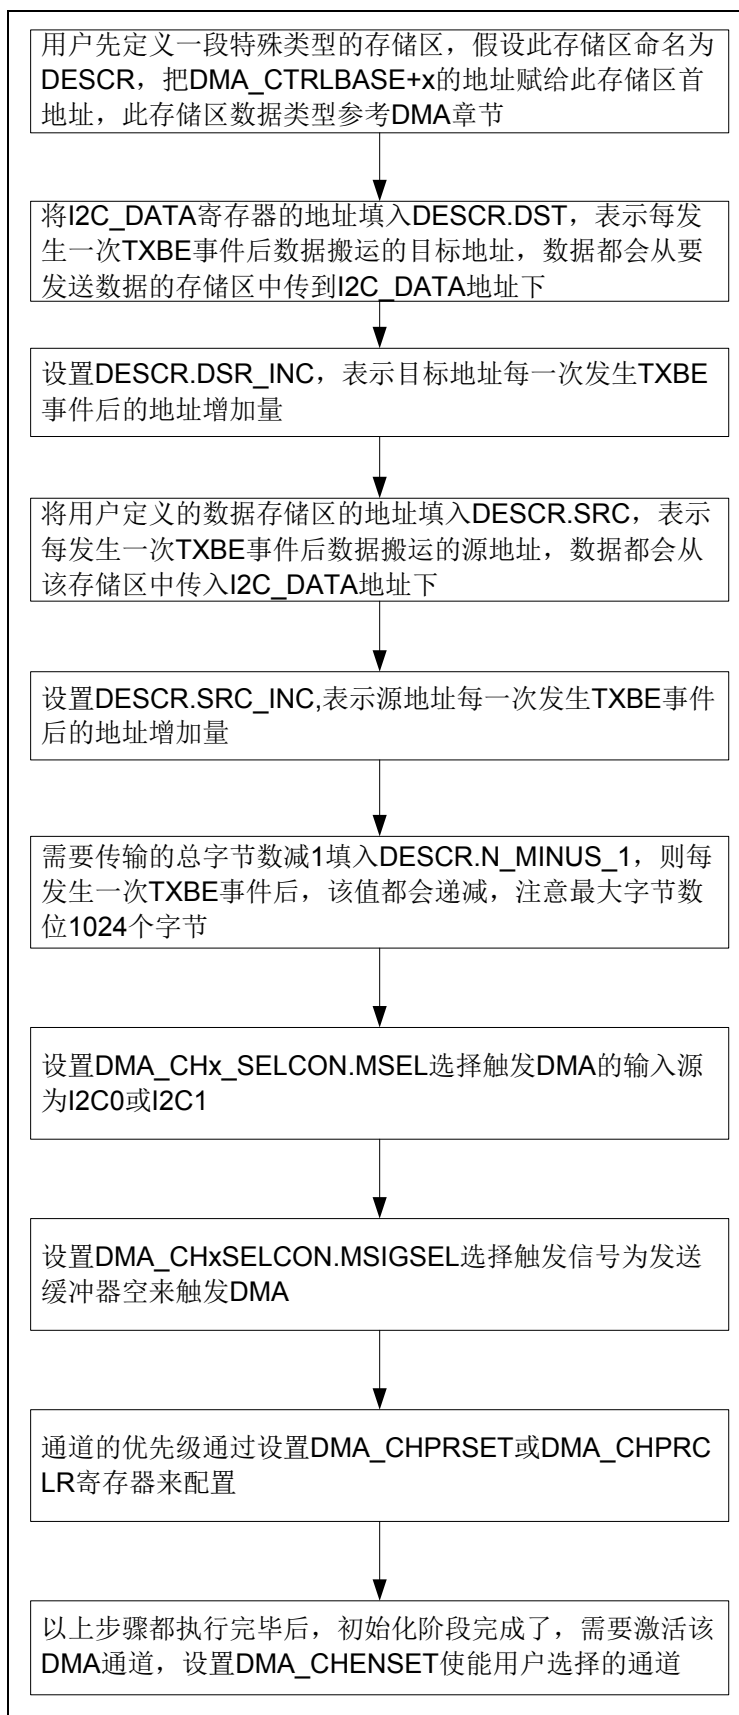 用户先定义一段特殊类型的存储区，假设此存储区命名为
DESCR，把DMA_CTRLBASE+x的地址赋给此存储区首
地址，此存储区数据类型参考DMA章节
将I2C_DATA寄存器的地址填入DESCR.DST，表示每发
生一次TXBE事件后数据搬运的目标地址，数据都会从要
发送数据的存储区中传到I2C_DATA地址下
设置DESCR.DSR_INC，表示目标地址每一次发生TXBE
事件后的地址增加量
将用户定义的数据存储区的地址填入DESCR.SRC，表示
每发生一次TXBE事件后数据搬运的源地址，数据都会从
该存储区中传入I2C_DATA地址下
设置DESCR.SRC_INC,表示源地址每一次发生TXBE事件
后的地址增加量
需要传输的总字节数减1填入DESCR.N_MINUS_1，则每
发生一次TXBE事件后，该值都会递减，注意最大字节数
位1024个字节
设置DMA_CHx_SELCON.MSEL选择触发DMA的输入源
为I2C0或I2C1
设置DMA_CHxSELCON.MSIGSEL选择触发信号为发送
缓冲器空来触发DMA
通道的优先级通过设置DMA_CHPRSET或DMA_CHPRC
LR寄存器来配置
以上步骤都执行完毕后，初始化阶段完成了，需要激活该
DMA通道，设置DMA_CHENSET使能用户选择的通道